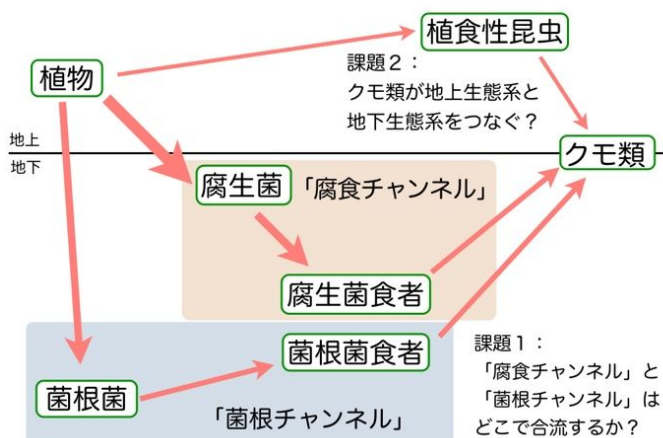 植食性昆虫
植物
課題2：
クモ類が地上生態系と
地下生態系をつなぐ？
地上
地下
クモ類
腐生菌
「腐食チャンネル」
腐生菌食者
菌根菌食者
菌根菌
「菌根チャンネル」
課題1：
「腐食チャンネル」と
「菌根チャンネル」は
どこで合流するか？